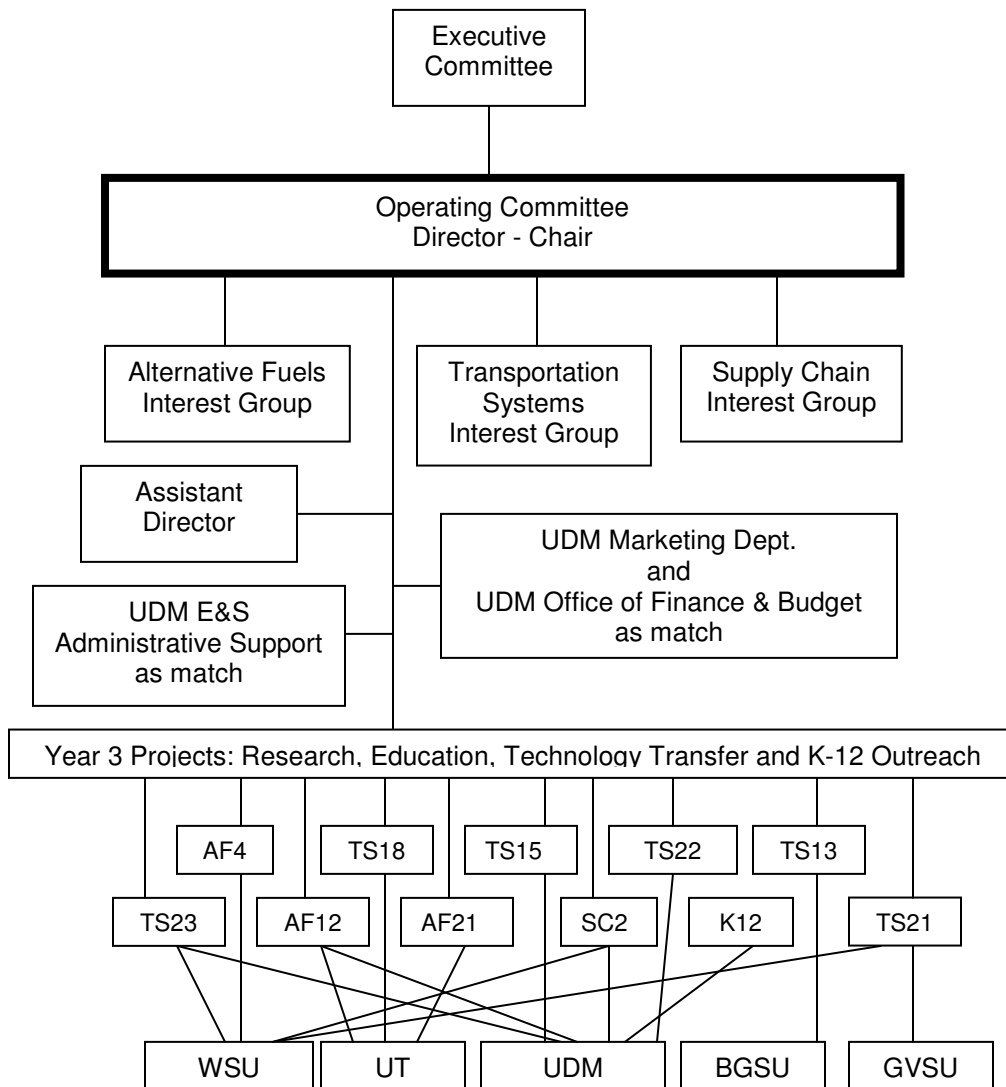 Executive
Committee
Operating Committee
Director - Chair
Alternative Fuels
Interest Group
Transportation
Systems
Interest Group
Supply Chain
Interest Group
Assistant
Director
UDM Marketing Dept.
and
UDM Office of Finance & Budget
as match
UDM E&S
Administrative Support
as match
Year 3 Projects: Research, Education, Technology Transfer and K-12 Outreach
AF4
TS18
TS15
TS22
TS13
TS23
AF12
AF21
SC2
K12
TS21
WSU
UT
UDM
BGSU
GVSU